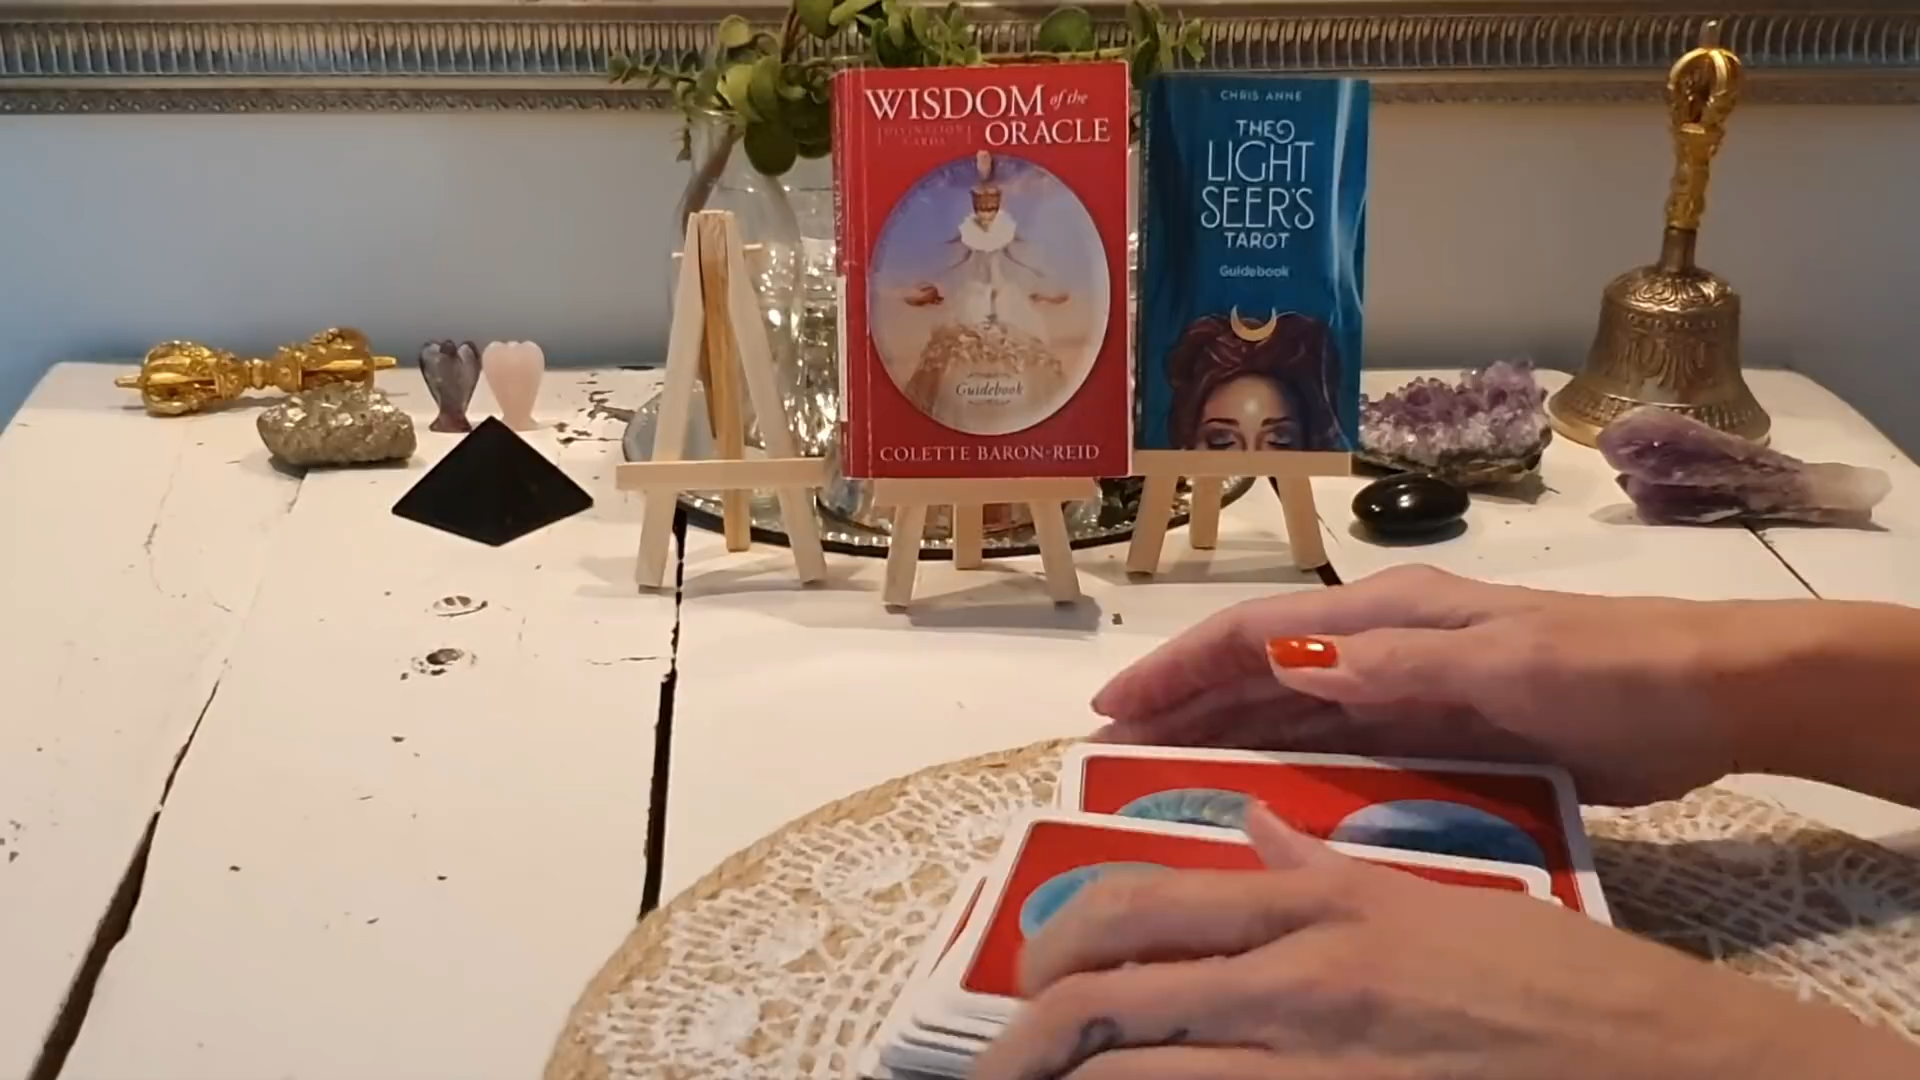 WISDOM of the
DIVINATION
CARDS
ORACLE
Guidebook
COLETTE BARON-REID
CHRIS-ANNE
THE
LIGHT
SEER'S
TAROT
Guidebook